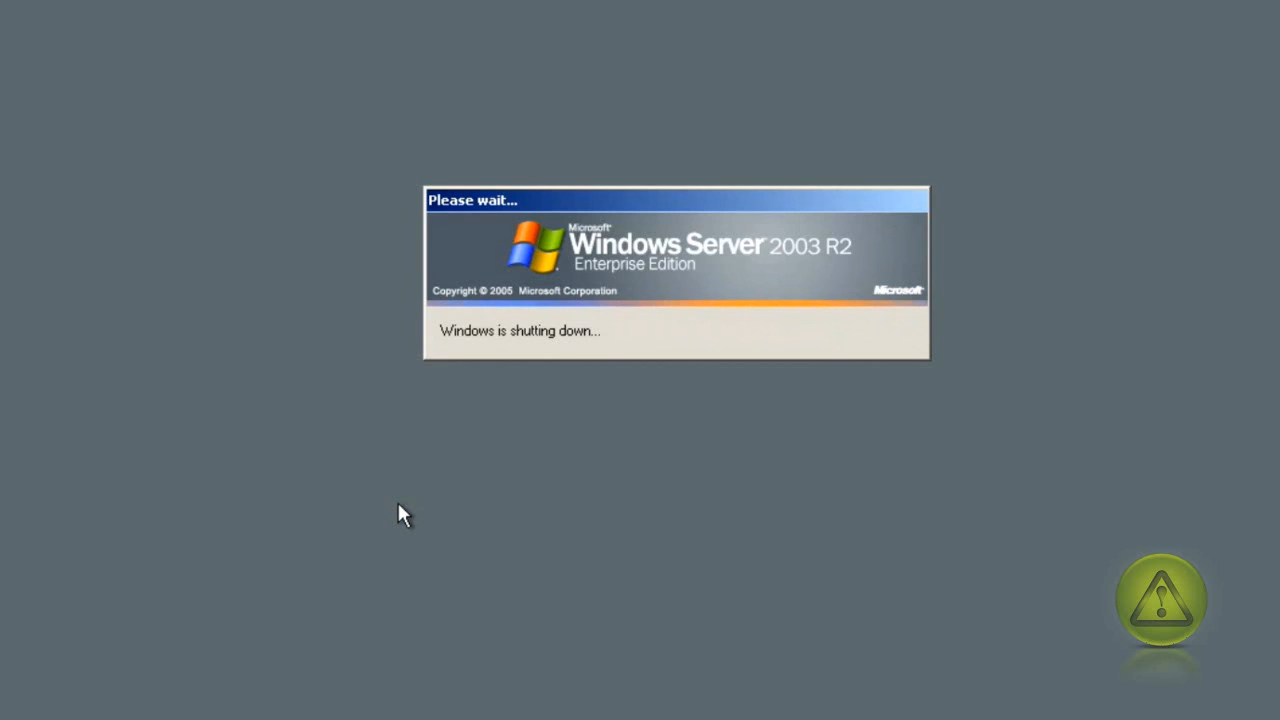 Please wait...
Microsoft
Windows Server 2003 R2
Enterprise Edition
Copyright © 2005 Microsoft Corporation
Microsoft
Windows is shutting down...